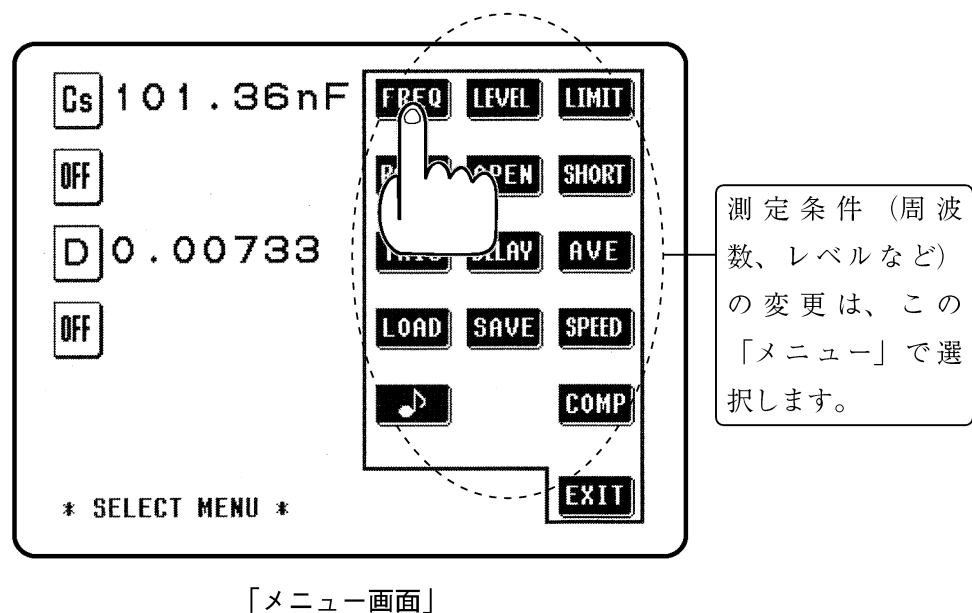 Cs 101.36nF FREQ LEVEL LIMIT
OFF OPEN SHORT
D 0.00733 DELAY AVE
OFF LOAD SAVE SPEED
COMP
* SELECT MENU * EXIT
測定条件(周波
数、レベルなど)
の変更は、この
「メニュー」で選
択します。
「メニュー画面」